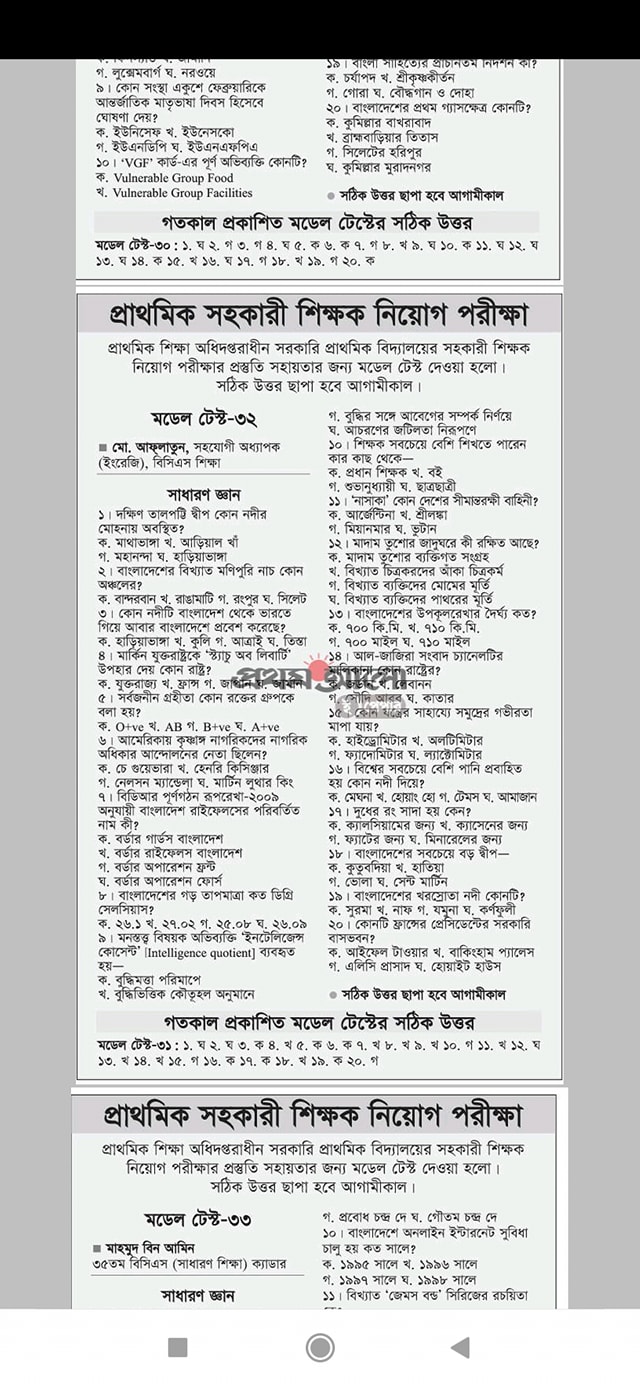 গ. লুক্সেমবার্গ ঘ. নরওয়ে
৯। কোন সংস্থা একুশে ফেব্রুয়ারিকে
আন্তর্জাতিক মাতৃভাষা দিবস হিসেবে
ঘোষণা দেয়?
ক. ইউনিসেফ খ. ইউনেসকো
গ. ইউএনডিপি ঘ. ইউএনএফপিএ
১০। ‘VGF’ কার্ড-এর পূর্ণ অভিব্যক্তি কোনটি?
ক. Vulnerable Group Food
খ. Vulnerable Group Facilities
১৯। বাংলা সাহিত্যের প্রাচীনতম নিদর্শন কী?
ক. চর্যাপদ খ. শ্রীকৃষ্ণকীর্তন
গ. গোরা ঘ. বৌদ্ধগান ও দোহা
২০। বাংলাদেশের প্রথম গ্যাসক্ষেত্র কোনটি?
ক. কুমিল্লার বাখরাবাদ
খ. ব্রাহ্মবাড়িয়ার তিতাস
গ. সিলেটের হরিপুর
ঘ. কুমিল্লার মুরাদনগর
● সঠিক উত্তর ছাপা হবে আগামীকাল
গতকাল প্রকাশিত মডেল টেস্টের সঠিক উত্তর
মডেল টেস্ট-৩০ : ১. ঘ ২. গ ৩. গ ৪. ঘ ৫. ক ৬. ক ৭. গ ৮. খ ৯. ঘ ১০. ক ১১. ঘ ১২. ঘ
১৩. ঘ ১৪. ক ১৫. খ ১৬. ঘ ১৭. গ ১৮. খ ১৯. গ ২০. ক
প্রাথমিক সহকারী শিক্ষক নিয়োগ পরীক্ষা
প্রাথমিক শিক্ষা অধিদপ্তরাধীন সরকারি প্রাথমিক বিদ্যালয়ের সহকারী শিক্ষক
নিয়োগ পরীক্ষার প্রস্তুতি সহায়তার জন্য মডেল টেস্ট দেওয়া হলো।
সঠিক উত্তর ছাপা হবে আগামীকাল।
মডেল টেস্ট-৩২
■ মো. আফ্লাতুন, সহযোগী অধ্যাপক
(ইংরেজি), বিসিএস শিক্ষা
সাধারণ জ্ঞান
১। দক্ষিণ তালপট্টি দ্বীপ কোন নদীর
মোহনায় অবস্থিত?
ক. মাথাভাঙ্গা খ. আড়িয়াল খাঁ
গ. মহানন্দা ঘ. হাড়িয়াভাঙ্গা
২। বাংলাদেশের বিখ্যাত মণিপুরি নাচ কোন
অঞ্চলের?
ক. বান্দরবান খ. রাঙামাটি গ. রংপুর ঘ. সিলেট
৩। কোন নদীটি বাংলাদেশ থেকে ভারতে
গিয়ে আবার বাংলাদেশে প্রবেশ করেছে?
ক. হাড়িয়াভাঙ্গা খ. কুলি গ. আত্রাই ঘ. তিস্তা
৪। মার্কিন যুক্তরাষ্ট্রকে ‘স্ট্যাচু অব লিবার্টি’
উপহার দেয় কোন রাষ্ট্র?
ক. যুক্তরাজ্য খ. ফ্রান্স গ. জাপান ঘ. জার্মানি
৫। সর্বজনীন গ্রহীতা কোন রক্তের গ্রুপকে
বলা হয়?
ক. O+ve খ. AB গ. B+ve ঘ. A+ve
৬। আমেরিকায় কৃষ্ণাঙ্গ নাগরিকদের নাগরিক
অধিকার আন্দোলনের নেতা ছিলেন?
ক. চে গুয়েভারা খ. হেনরি কিসিঞ্জার
গ. নেলসন ম্যান্ডেলা ঘ. মার্টিন লুথার কিং
৭। বিডিআর পূর্ণগঠন রূপরেখা-২০০৯
অনুযায়ী বাংলাদেশ রাইফেলসের পরিবর্তিত
নাম কী?
ক. বর্ডার গার্ডস বাংলাদেশ
খ. বর্ডার রাইফেলস বাংলাদেশ
গ. বর্ডার অপারেশন ফ্রন্ট
ঘ. বর্ডার অপারেশন ফোর্স
৮। বাংলাদেশের গড় তাপমাত্রা কত ডিগ্রি
সেলসিয়াস?
ক. ২৬.১ খ. ২৭.০২ গ. ২৫.০৮ ঘ. ২৬.০৯
৯। মনস্তত্ত্ব বিষয়ক অভিব্যক্তি ‘ইনটেলিজেন্স
কোসেন্ট’ [Intelligence quotient] ব্যবহৃত
হয়—
ক. বুদ্ধিমত্তা পরিমাপে
খ. বুদ্ধিভিত্তিক কৌতূহল অনুমানে
গ. বুদ্ধির সঙ্গে আবেগের সম্পর্ক নির্ণয়ে
ঘ. আচরণের জটিলতা নিরূপণে
১০। শিক্ষক সবচেয়ে বেশি শিখতে পারেন
কার কাছ থেকে—
ক. প্রধান শিক্ষক খ. বই
গ. শুভানুধ্যায়ী ঘ. ছাত্রছাত্রী
১১। ‘নাসাকা’ কোন দেশের সীমান্তরক্ষী বাহিনী?
ক. আর্জেন্টিনা খ. শ্রীলঙ্কা
গ. মিয়ানমার ঘ. ভুটান
১২। মাদাম তুশোর জাদুঘরে কী রক্ষিত আছে?
ক. মাদাম তুশোর ব্যক্তিগত সংগ্রহ
খ. বিখ্যাত চিত্রকরদের আঁকা চিত্রকর্ম
গ. বিখ্যাত ব্যক্তিদের মোমের মূর্তি
ঘ. বিখ্যাত ব্যক্তিদের পাথরের মূর্তি
১৩। বাংলাদেশের উপকূলরেখার দৈর্ঘ্য কত?
ক. ৭০০ কি.মি. খ. ৭১০ কি.মি.
গ. ৭০০ মাইল ঘ. ৭১০ মাইল
১৪। আল-জাজিরা সংবাদ চ্যানেলটির
মালিকানা কোন রাষ্ট্রের?
ক. জর্ডান খ. লেবানন
গ. সৌদি আরব ঘ. কাতার
১৫। কোন যন্ত্রের সাহায্যে সমুদ্রের গভীরতা
মাপা যায়?
ক. হাইড্রোমিটার খ. অলটিমিটার
গ. ফ্যাদোমিটার ঘ. ল্যাক্টোমিটার
১৬। বিশ্বের সবচেয়ে বেশি পানি প্রবাহিত
হয় কোন নদী দিয়ে?
ক. মেঘনা খ. হোয়াং হো গ. টেমস ঘ. আমাজান
১৭। দুধের রং সাদা হয় কেন?
ক. ক্যালসিয়ামের জন্য খ. ক্যাসেনের জন্য
গ. ফ্যাটের জন্য ঘ. মিনারেলের জন্য
১৮। বাংলাদেশের সবচেয়ে বড় দ্বীপ—
ক. কুতুবদিয়া খ. হাতিয়া
গ. ভোলা ঘ. সেন্ট মার্টিন
১৯। বাংলাদেশের খরস্রোতা নদী কোনটি?
ক. সুরমা খ. নাফ গ. যমুনা ঘ. কর্ণফুলী
২০। কোনটি ফ্রান্সের প্রেসিডেন্টের সরকারি
বাসভবন?
ক. আইফেল টাওয়ার খ. বাকিংহাম প্যালেস
গ. এলিসি প্রাসাদ ঘ. হোয়াইট হাউস
● সঠিক উত্তর ছাপা হবে আগামীকাল
প্রথম আলো
গতকাল প্রকাশিত মডেল টেস্টের সঠিক উত্তর
মডেল টেস্ট-৩১ : ১. ঘ ২. ঘ ৩. ক ৪. খ ৫. ক ৬. ক ৭. খ ৮. খ ৯. খ ১০. গ ১১. খ ১২. ঘ
১৩. খ ১৪. খ ১৫. গ ১৬. ক ১৭. ক ১৮. খ ১৯. ক ২০. গ
প্রাথমিক সহকারী শিক্ষক নিয়োগ পরীক্ষা
প্রাথমিক শিক্ষা অধিদপ্তরাধীন সরকারি প্রাথমিক বিদ্যালয়ের সহকারী শিক্ষক
নিয়োগ পরীক্ষার প্রস্তুতি সহায়তার জন্য মডেল টেস্ট দেওয়া হলো।
সঠিক উত্তর ছাপা হবে আগামীকাল।
মডেল টেস্ট-৩৩
■ মাহমুদ বিন আমিন
৩৫তম বিসিএস (সাধারণ শিক্ষা) ক্যাডার
সাধারণ জ্ঞান
গ. প্রবোধ চন্দ্র দে ঘ. গৌতম চন্দ্র দে
১০। বাংলাদেশে অনলাইন ইন্টারনেট সুবিধা
চালু হয় কত সালে?
ক. ১৯৯৫ সালে খ. ১৯৯৬ সালে
গ. ১৯৯৭ সালে ঘ. ১৯৯৮ সালে
১১। বিখ্যাত ‘জেমস বন্ড’ সিরিজের রচয়িতা